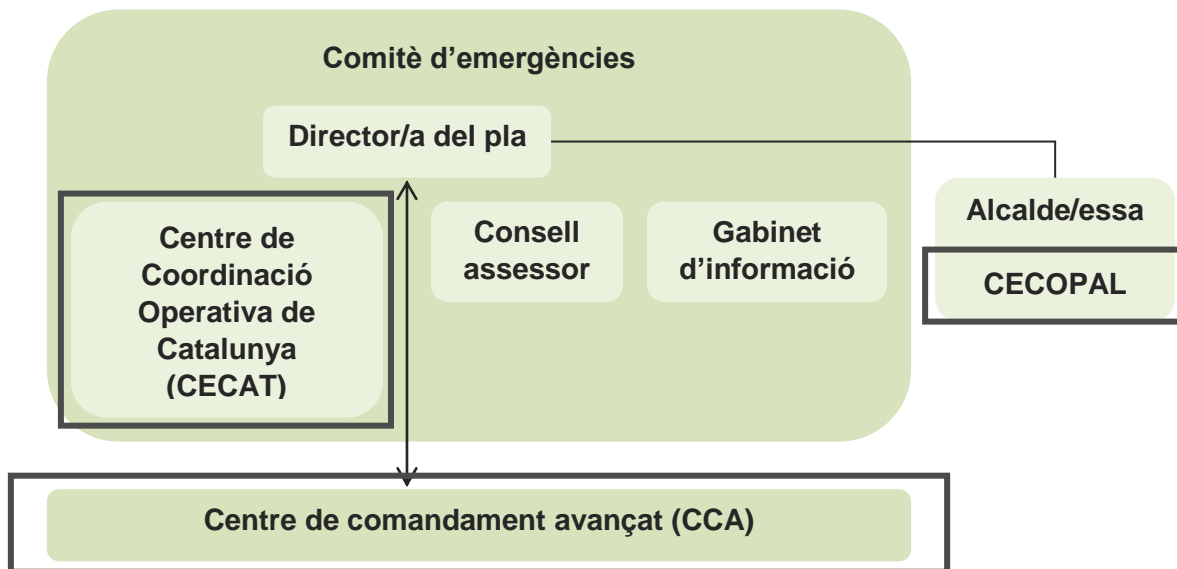 Comitè d’emergències
Director/a del pla
Centre de
Coordinació
Operativa de
Catalunya
(CECAT)
Consell
assessor
Gabinet
d’informació
Alcalde/essa
CECOPAL
Centre de comandament avançat (CCA)